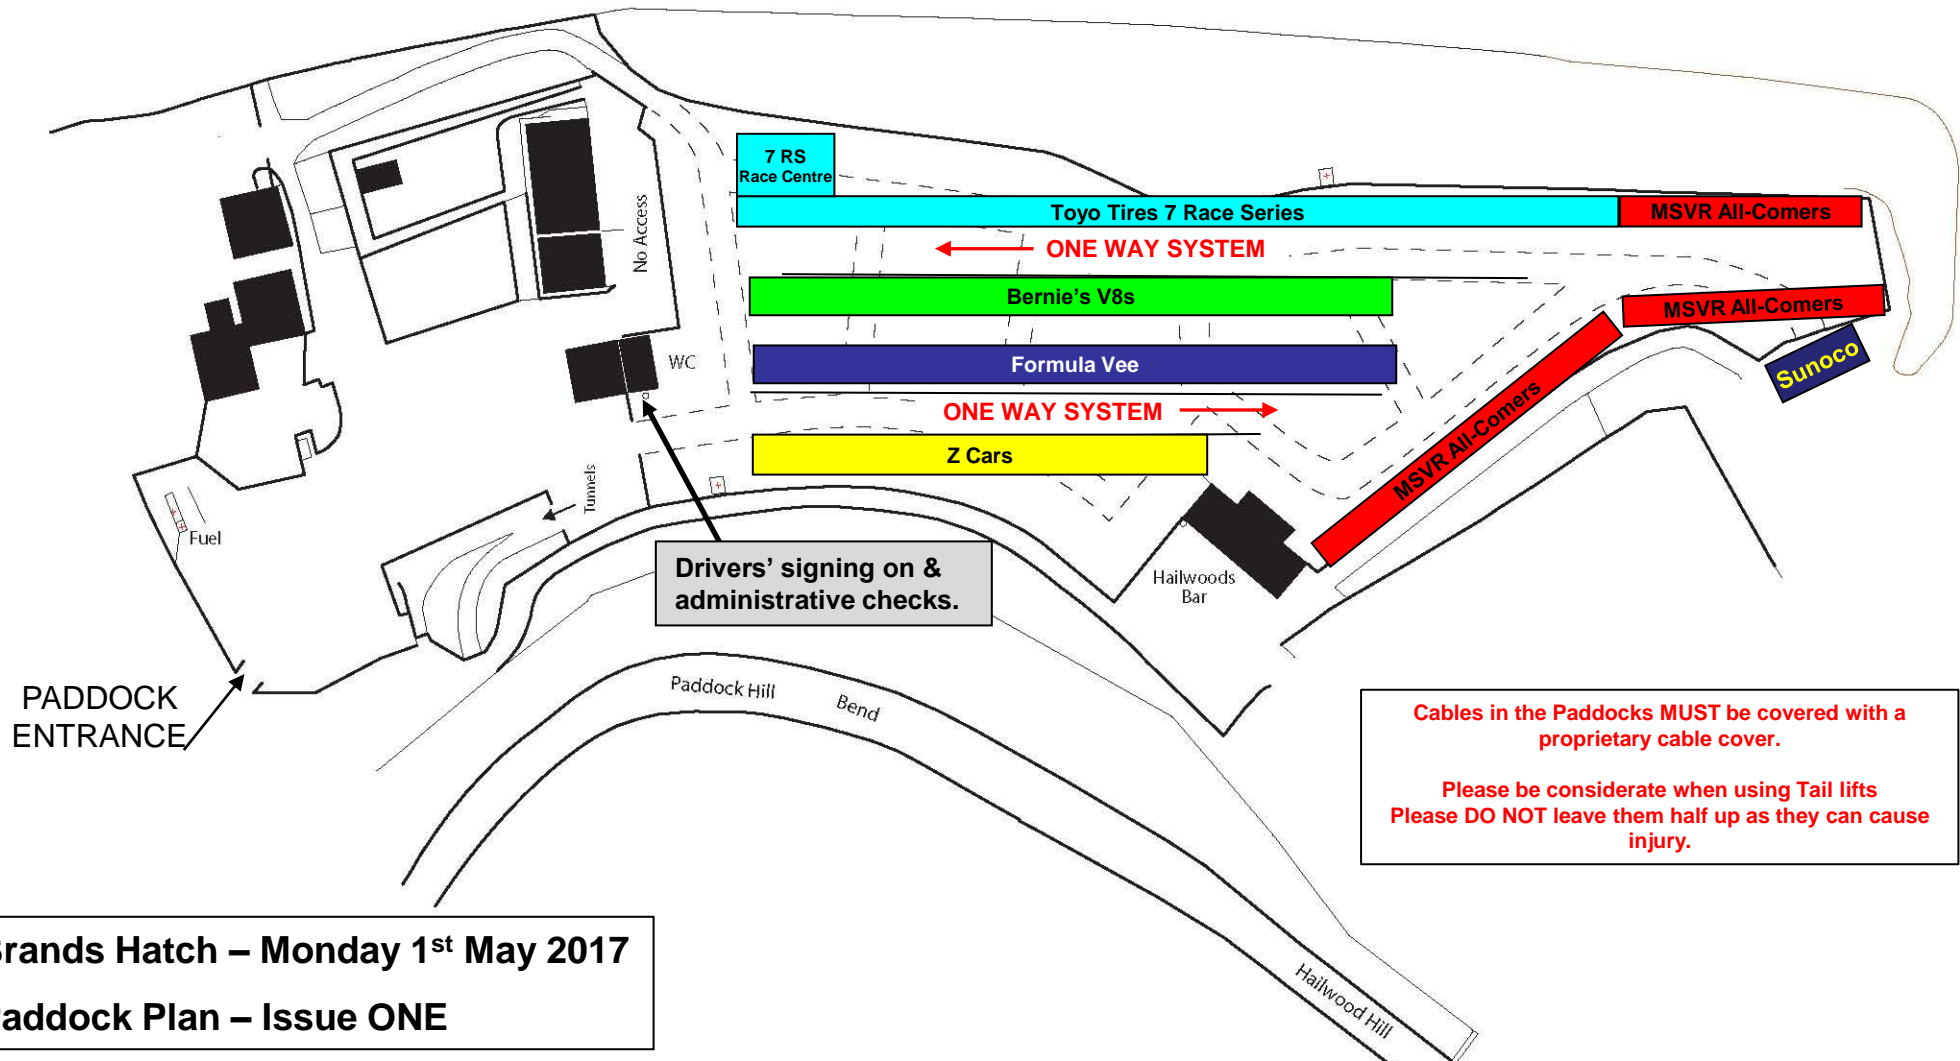 7 RS
Race Centre
Toyo Tires 7 Race Series
MSVR All-Comers
No Access
ONE WAY SYSTEM
Bernie's V8s
MSVR All-Comers
WC
Formula Vee
Sunoco
ONE WAY SYSTEM
MSVR All-Comers
Z Cars
Tunnels
Fuel
Drivers' signing on &
administrative checks.
Hailwoods
Bar
PADDOCK
ENTRANCE
Paddock Hill
Bend
Cables in the Paddocks MUST be covered with a
proprietary cable cover.
Please be considerate when using Tail lifts
Please DO NOT leave them half up as they can cause
injury.
rands Hatch – Monday 1st May 2017
addock Plan – Issue ONE
Hailwood Hill